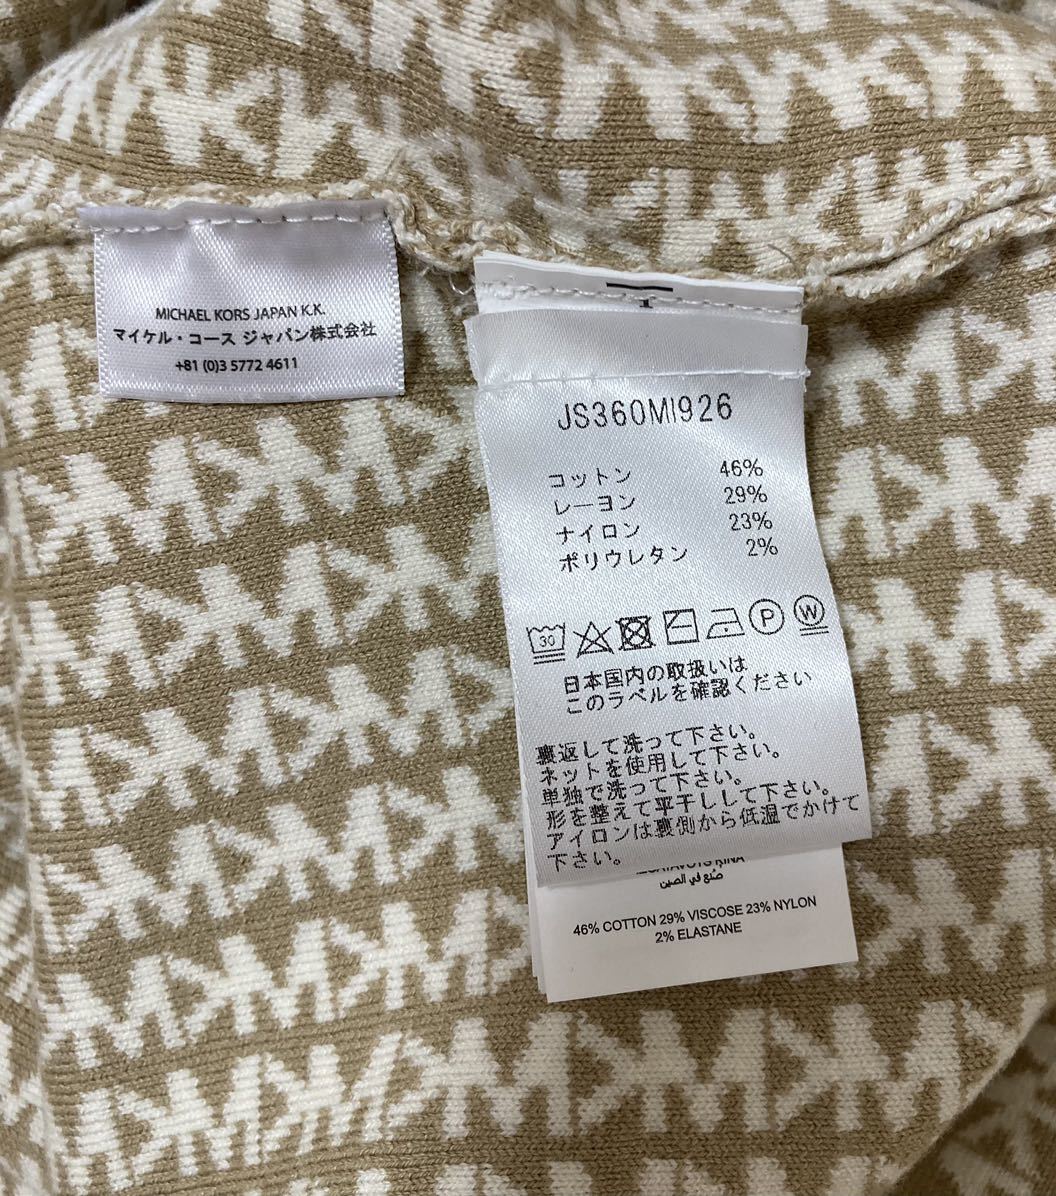 MICHAEL KORS JAPAN K.K.
マイケル・コース ジャパン株式会社
+81 (0)3 5772 4611
JS360MI926
コットン 46%
レーヨン 29%
ナイロン 23%
ポリウレタン 2%
30
P
W
日本国内の取扱いは
このラベルを確認ください
裏返して洗って下さい。
ネットを使用して下さい。
単独で洗って下さい。
形を整えて平干しして下さい。
アイロンは裏側から低温でかけて
下さい。
صنع في الصين
46% COTTON 29% VISCOSE 23% NYLON
2% ELASTANE